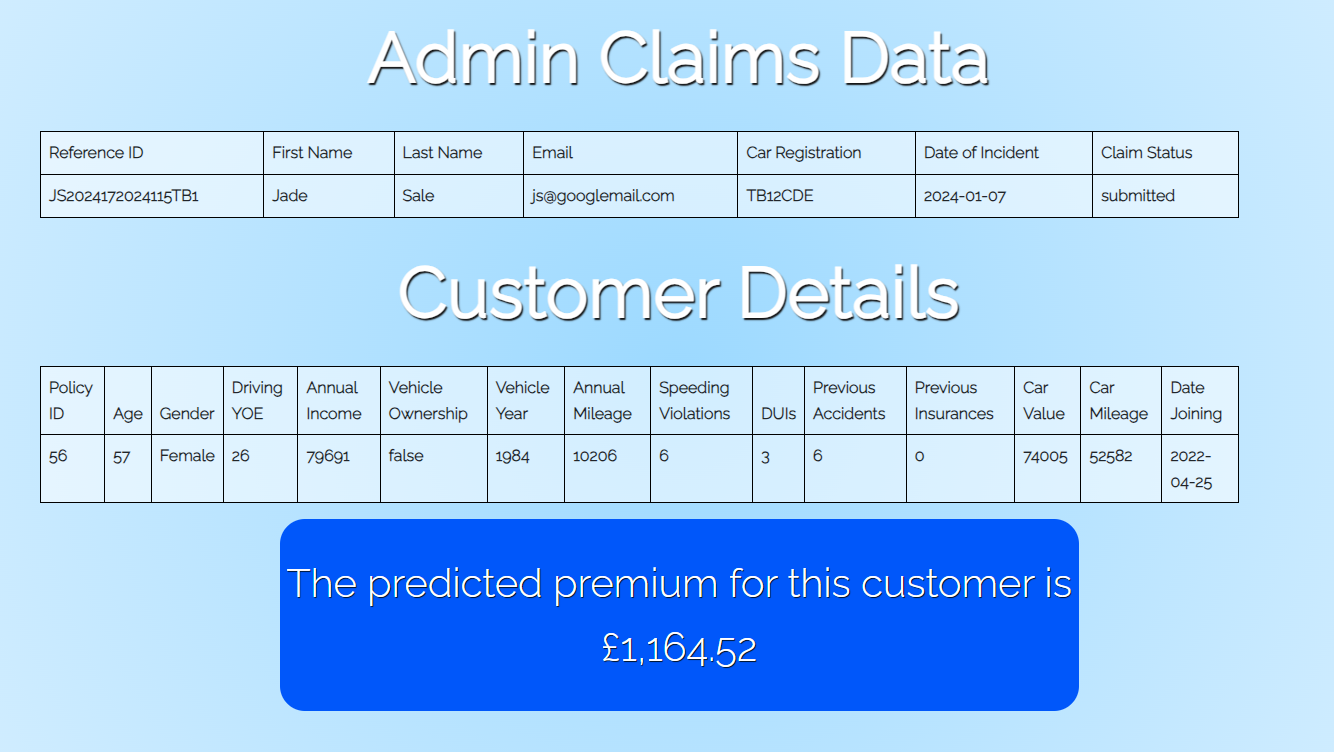 Admin Claims Data
Reference ID First Name Last Name Email Car Registration Date of Incident Claim Status
JS2024172024115TB1 Jade Sale js@googlemail.com TB12CDE 2024-01-07 submitted
Customer Details
Policy ID Age Gender Driving YOE Annual Income Vehicle Ownership Vehicle Year Annual Mileage Speeding Violations DUIs Previous Accidents Previous Insurances Car Value Car Mileage Date Joining
56 57 Female 26 79691 false 1984 10206 6 3 6 0 74005 52582 2022-04-25
The predicted premium for this customer is
£1,164.52